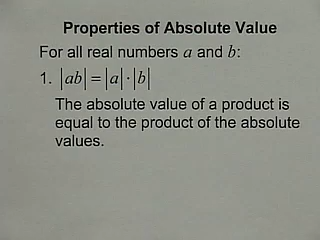 Properties of Absolute Value
For all real numbers a and b:
1. |ab| = |a| · |b|
The absolute value of a product is
equal to the product of the absolute
values.